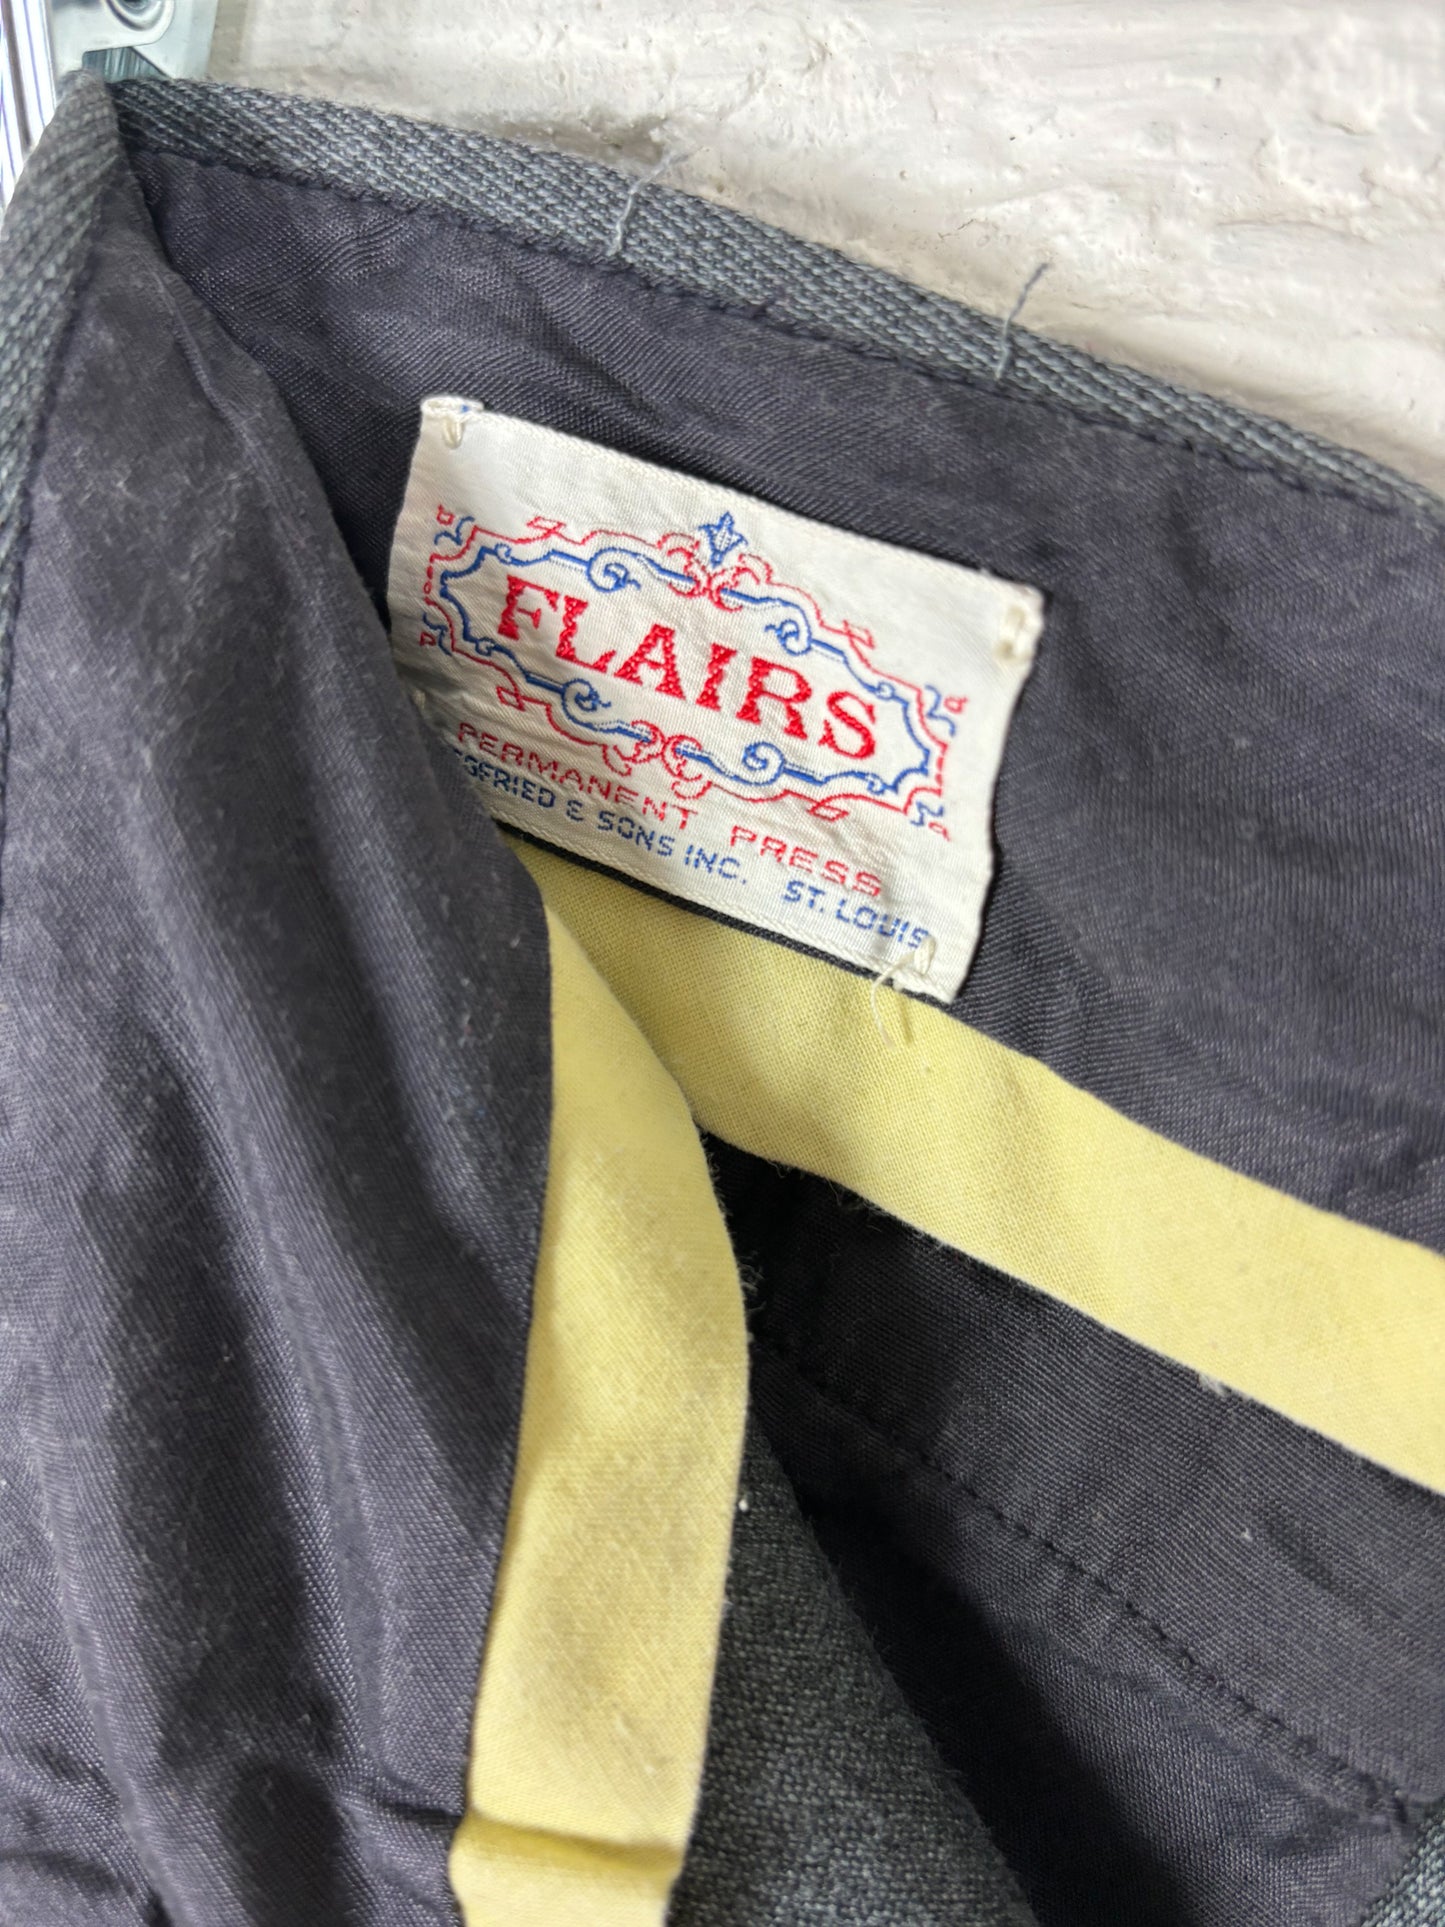 FLAIRS
PERMANENT PRESS
& SONS INC. ST. LOUIS